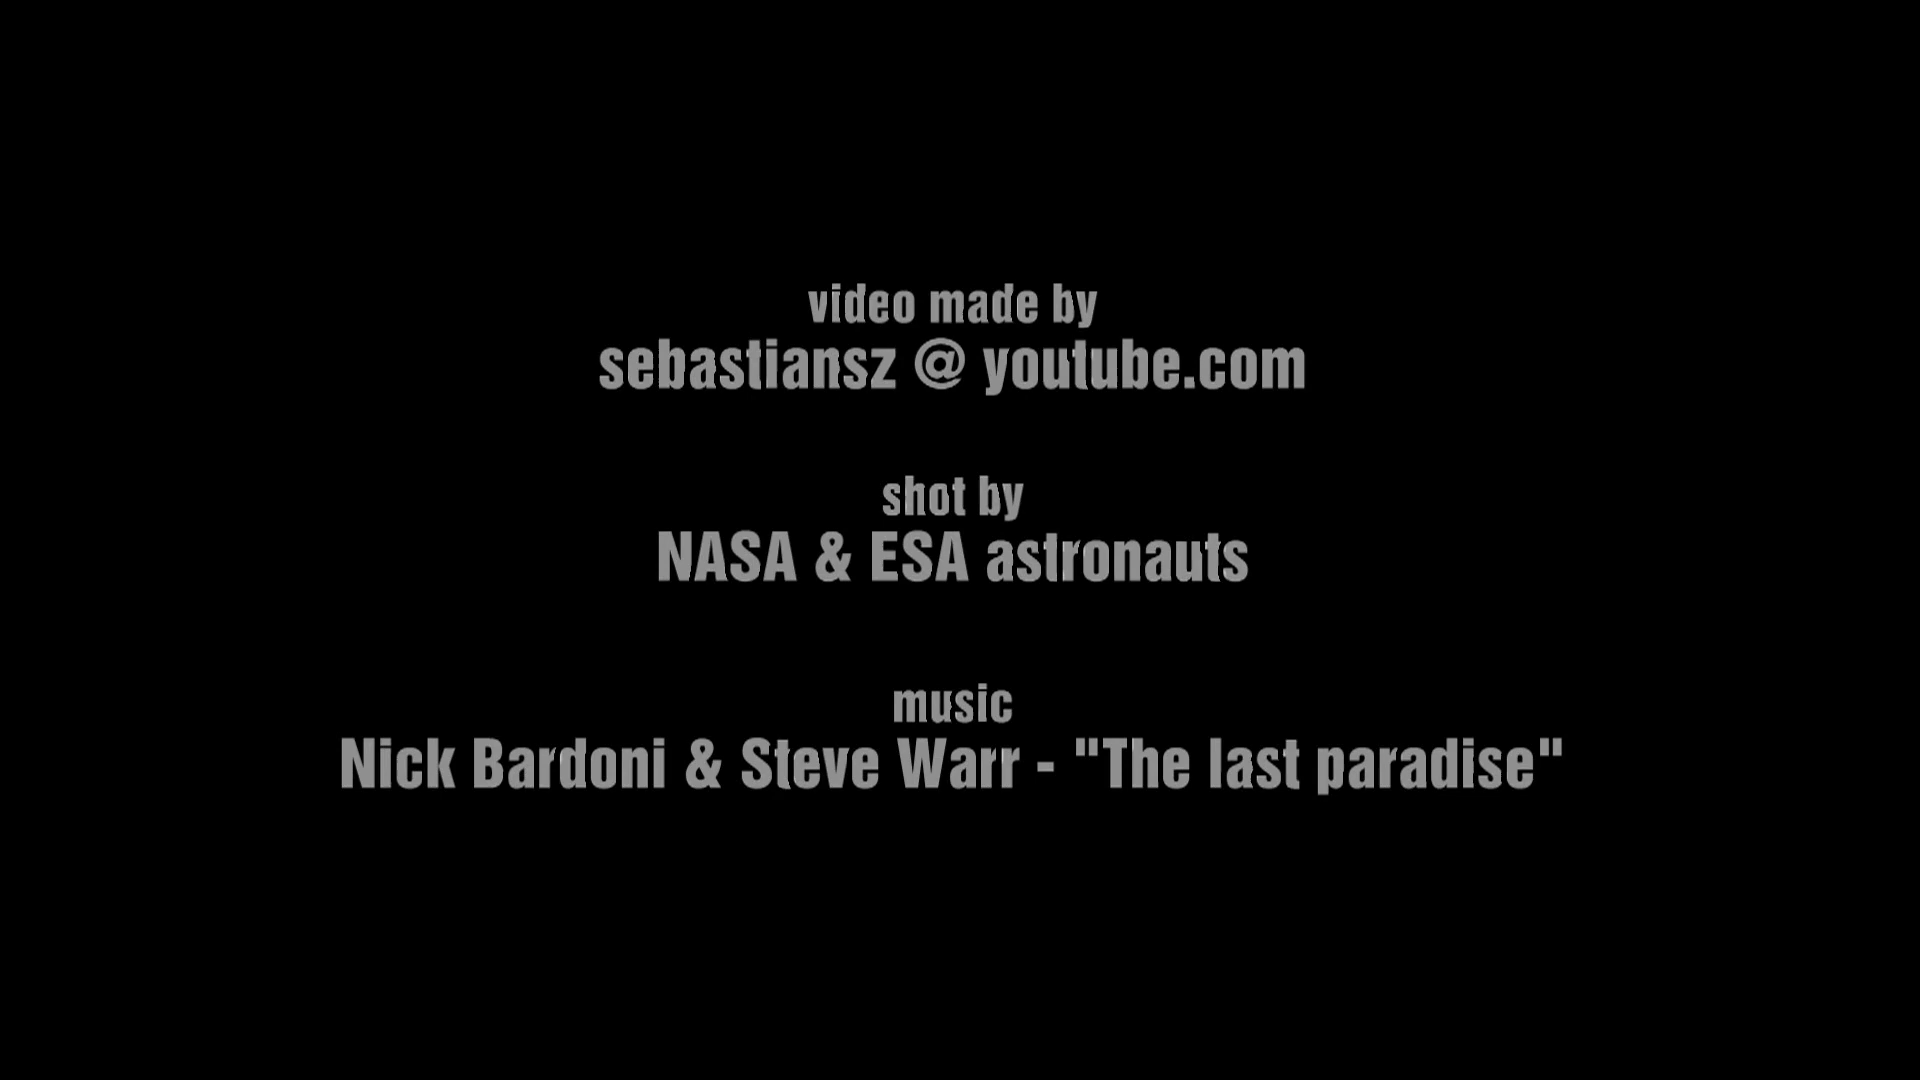 video made by
sebastiansz @ youtube.com
shot by
NASA & ESA astronauts
music
Nick Bardoni & Steve Warr - "The last paradise"